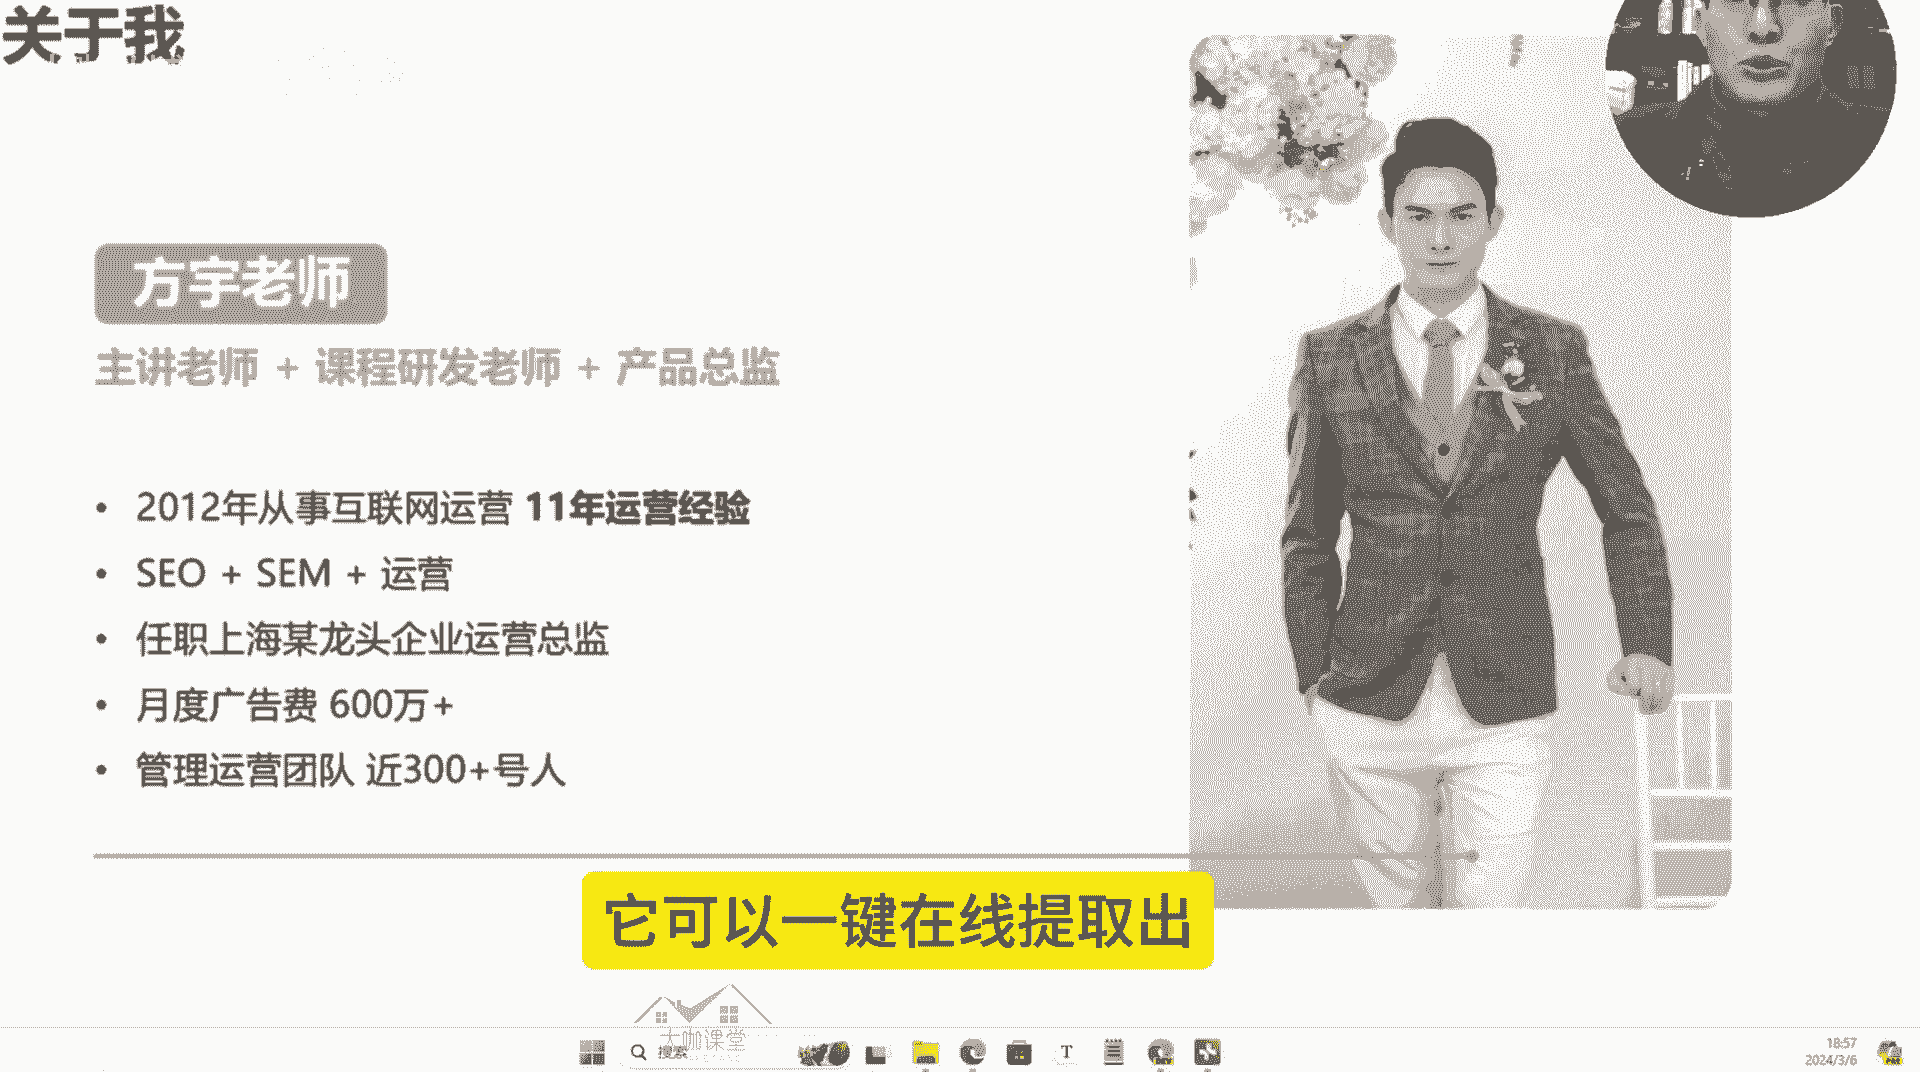 关于我
方宇老师
主讲老师 + 课程研发老师 + 产品总监
• 2012年从事互联网运营 11年运营经验
• SEO + SEM + 运营
• 任职上海某龙头企业运营总监
• 月度广告费 600万+
• 管理运营团队 近300+号人
它可以一键在线提取出
大咖课堂
搜索
18:57
2024/3/6